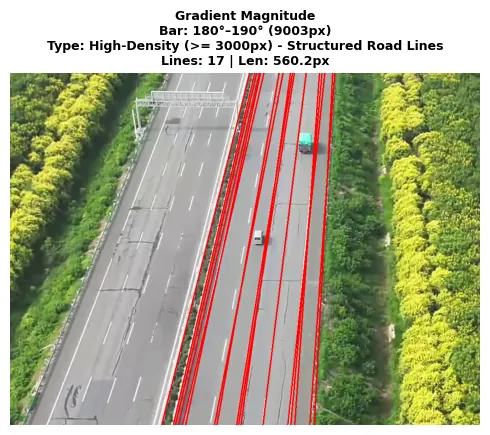 Gradient Magnitude
Bar: 180°–190° (9003px)
Type: High-Density (>= 3000px) - Structured Road Lines
Lines: 17 | Len: 560.2px